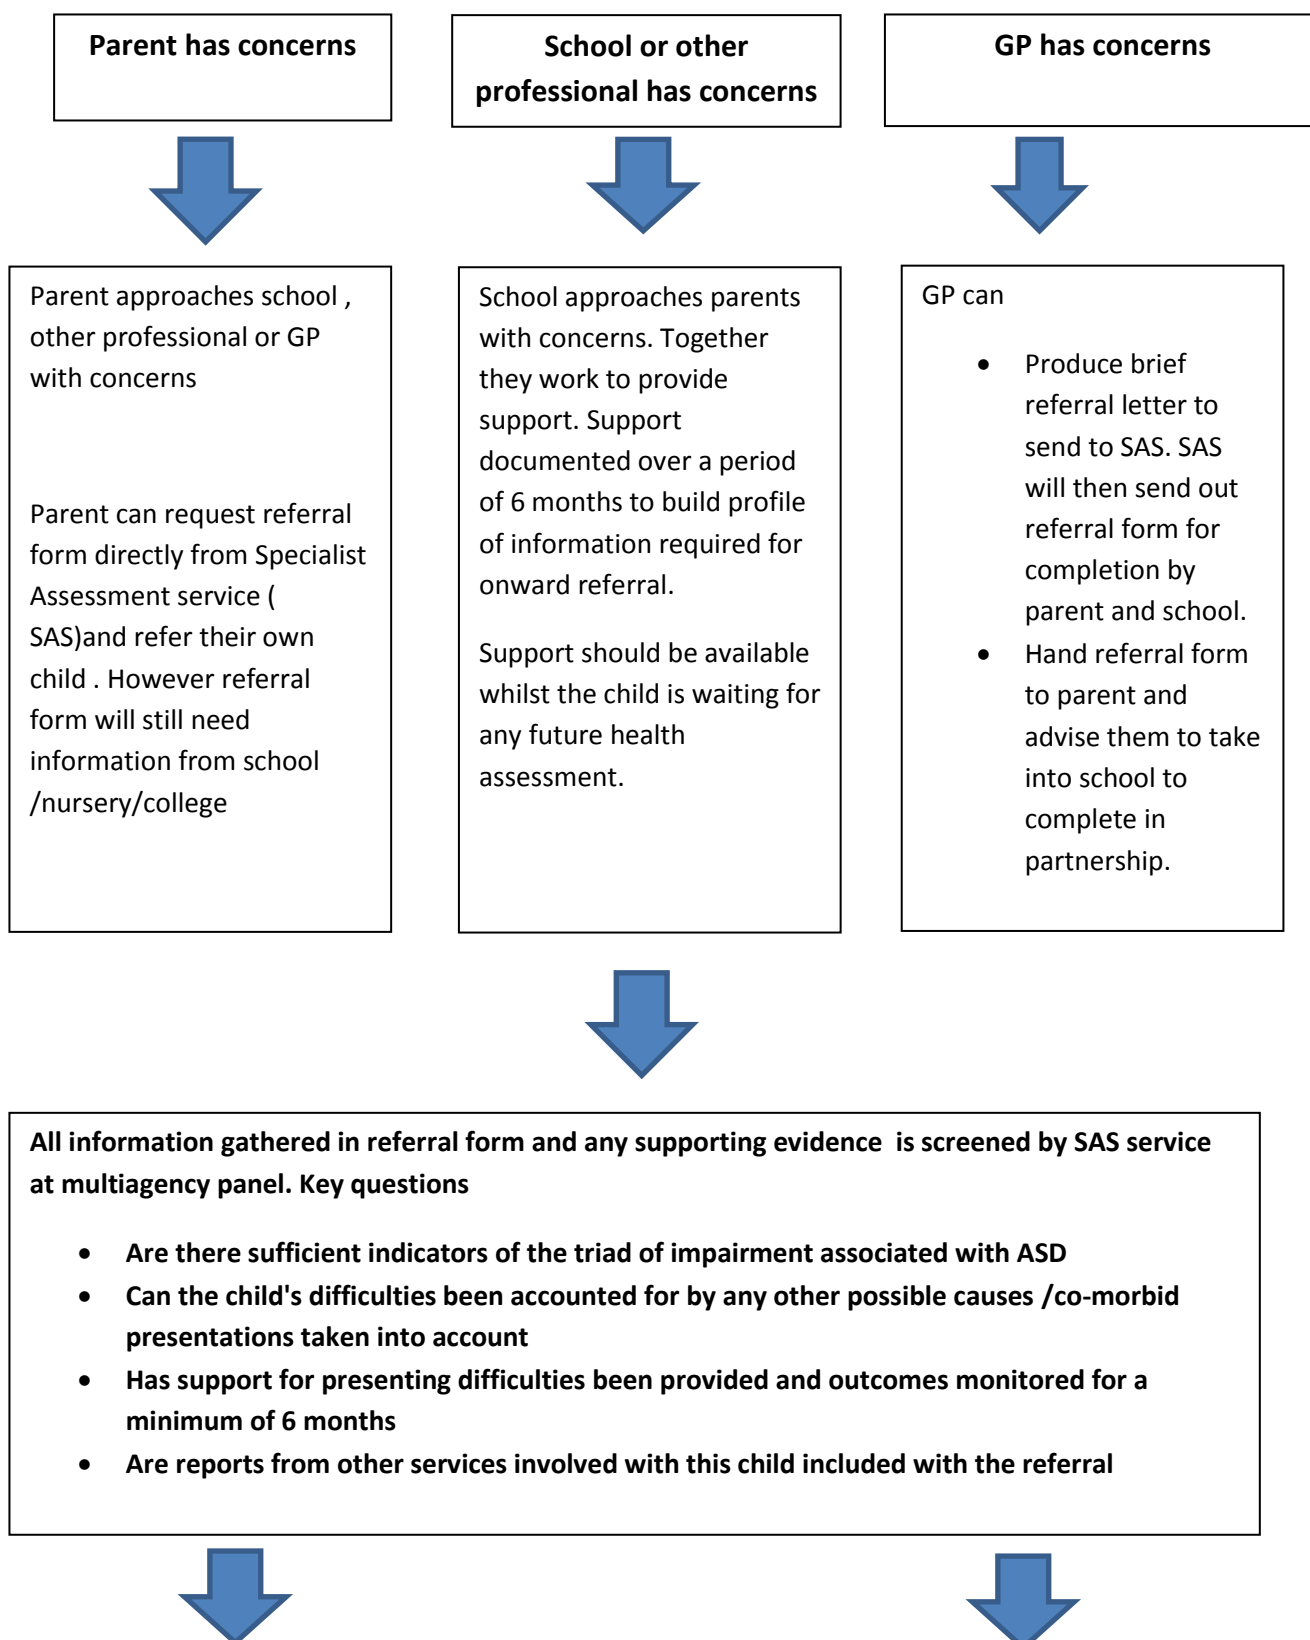 Parent has concerns
School or other
professional has concerns
GP has concerns
Parent approaches school ,
other professional or GP
with concerns
Parent can request referral
form directly from Specialist
Assessment service (
SAS)and refer their own
child . However referral
form will still need
information from school
/nursery/college
School approaches parents
with concerns. Together
they work to provide
support. Support
documented over a period
of 6 months to build profile
of information required for
onward referral.
Support should be available
whilst the child is waiting for
any future health
assessment.
GP can
• Produce brief
referral letter to
send to SAS. SAS
will then send out
referral form for
completion by
parent and school.
• Hand referral form
to parent and
advise them to take
into school to
complete in
partnership.
All information gathered in referral form and any supporting evidence  is screened by SAS service
at multiagency panel. Key questions
• Are there sufficient indicators of the triad of impairment associated with ASD
• Can the child's difficulties been accounted for by any other possible causes /co-morbid
presentations taken into account
• Has support for presenting difficulties been provided and outcomes monitored for a
minimum of 6 months
• Are reports from other services involved with this child included with the referral